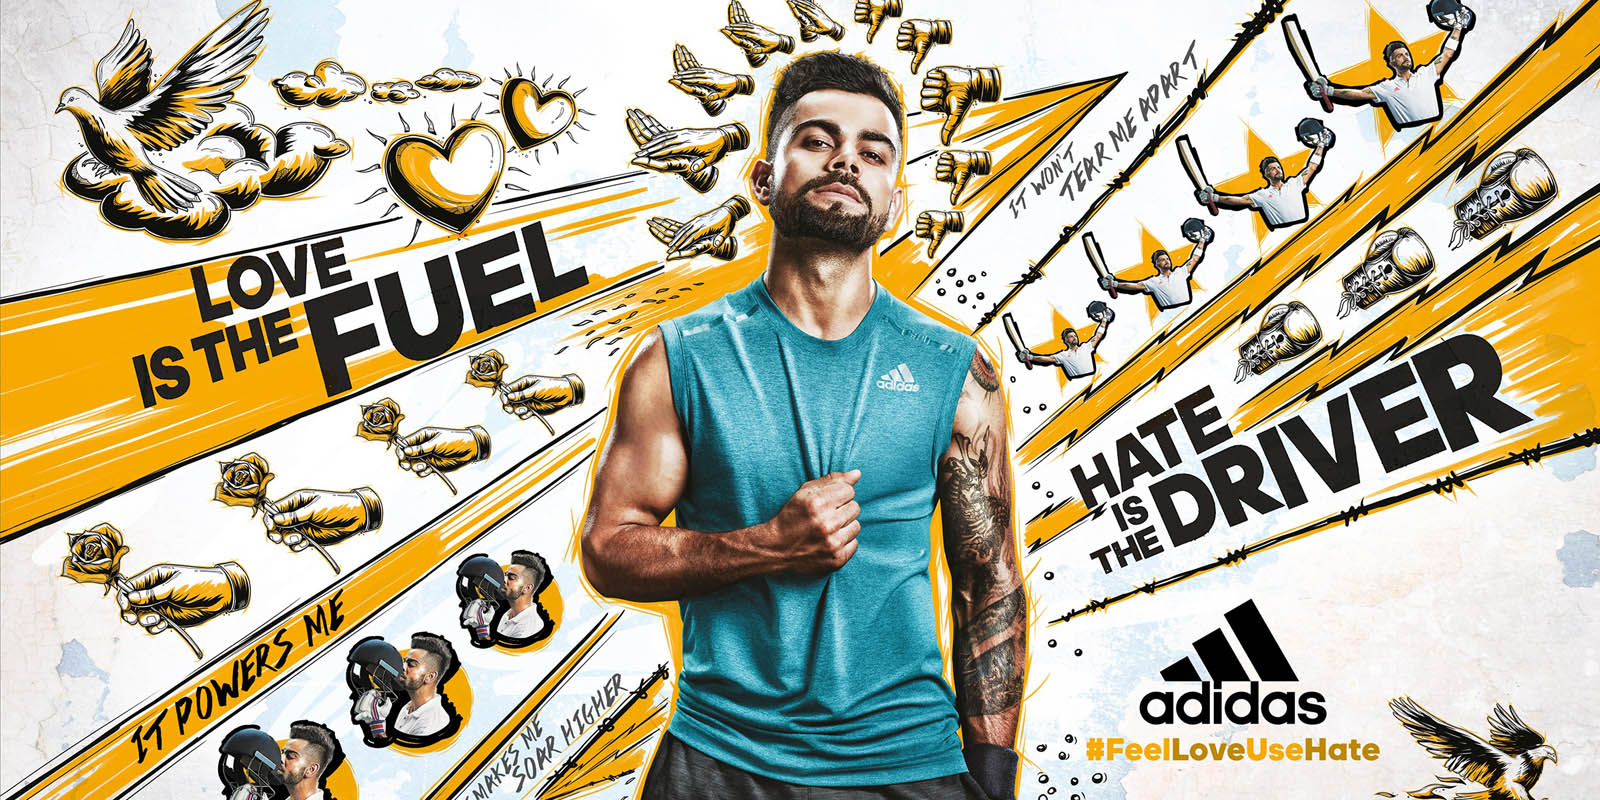 LOVE
IS THE FUEL
IT POWERS ME
MAKES ME
SOAR HIGHER
adidas
IT WON'T
TEAR ME APART
HATE
IS
THE DRIVER
adidas
#FeelLoveUseHate